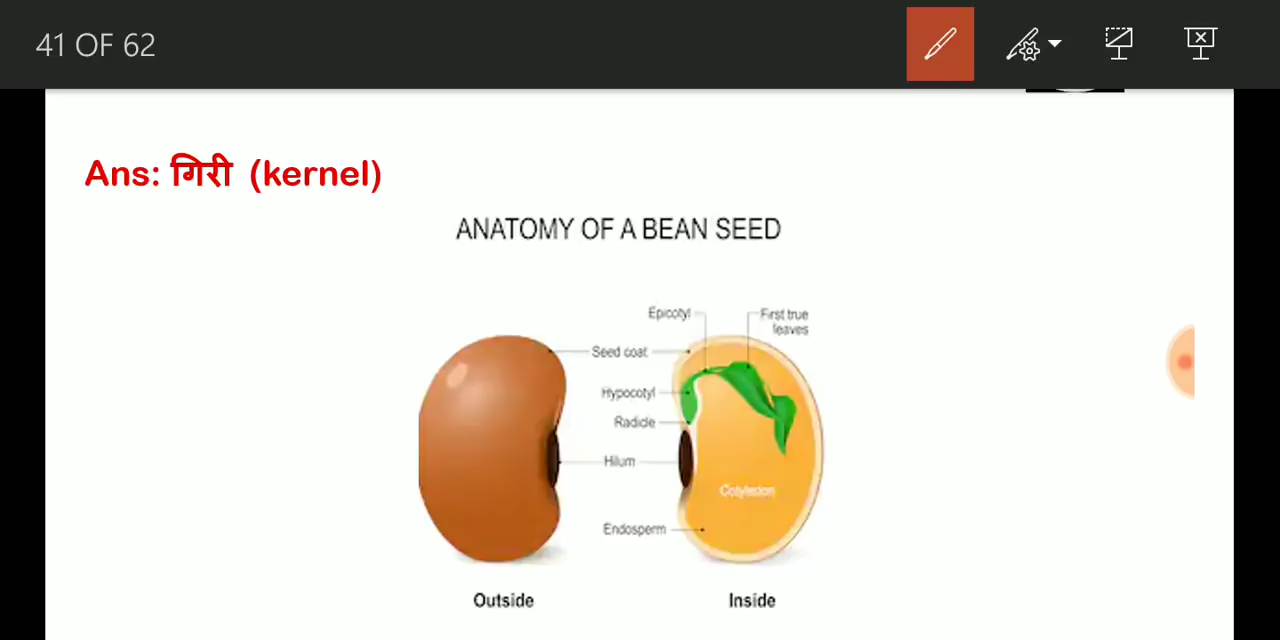 41 OF 62
Ans: गिरी (kernel)
ANATOMY OF A BEAN SEED
Epicotyl
First true
leaves
Seed coat
Hypocotyl
Radicle
Hilum
Cotyledon
Endosperm
Outside
Inside